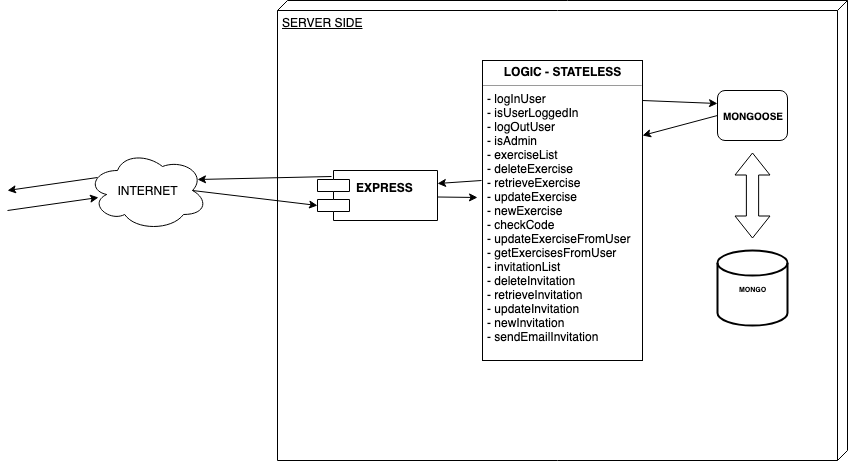 SERVER SIDE
LOGIC - STATELESS
- logInUser
- isUserLoggedIn
- logOutUser
- isAdmin
- exerciseList
- deleteExercise
- retrieveExercise
- updateExercise
- newExercise
- checkCode
- updateExerciseFromUser
- getExercisesFromUser
- invitationList
- deleteInvitation
- retrieveInvitation
- updateInvitation
- newInvitation
- sendEmailInvitation
MONGOOSE
INTERNET
EXPRESS
MONGO